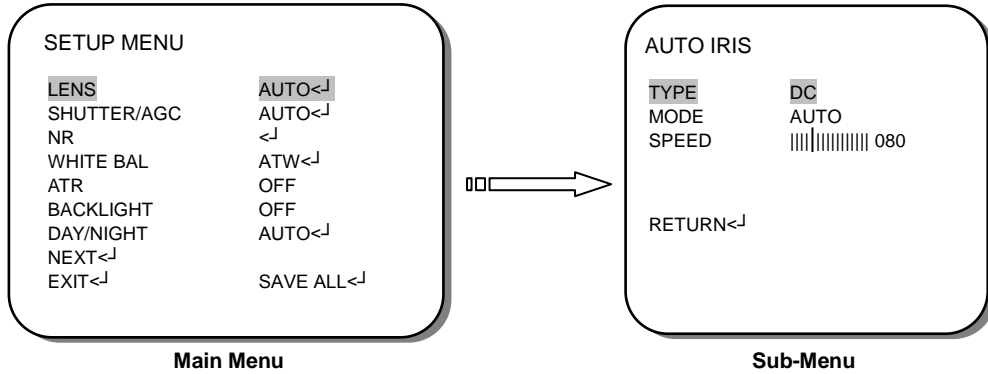 SETUP MENU
LENS AUTO<┘
SHUTTER/AGC AUTO<┘
NR <┘
WHITE BAL ATW<┘
ATR OFF
BACKLIGHT OFF
DAY/NIGHT AUTO<┘
NEXT<┘
EXIT<┘ SAVE ALL<┘
Main Menu
AUTO IRIS
TYPE DC
MODE AUTO
SPEED ||||||||||||||| 080
RETURN<┘
Sub-Menu